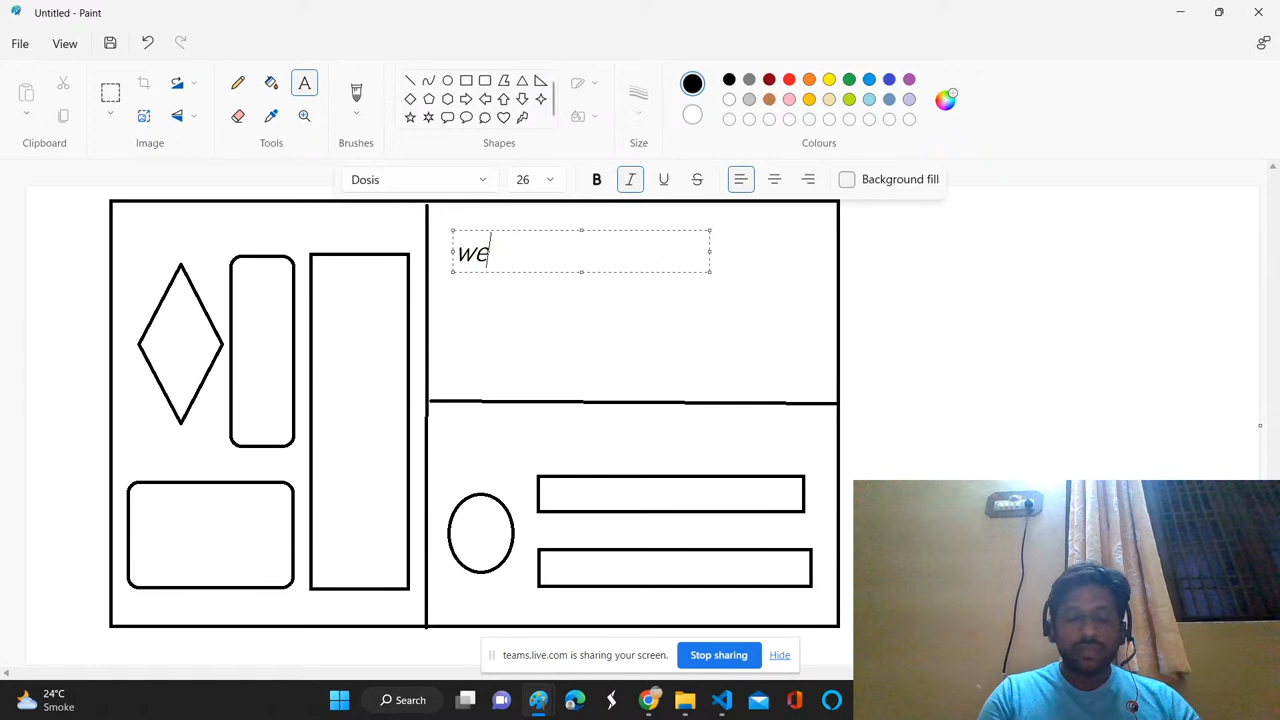 Untitled - Paint
File
View
Clipboard
Image
Tools
Brushes
Shapes
Size
Colours
Dosis
26
B
I
U
S
Background fill
we
teams.live.com is sharing your screen.
Stop sharing
Hide
24°C
Smoke
Search